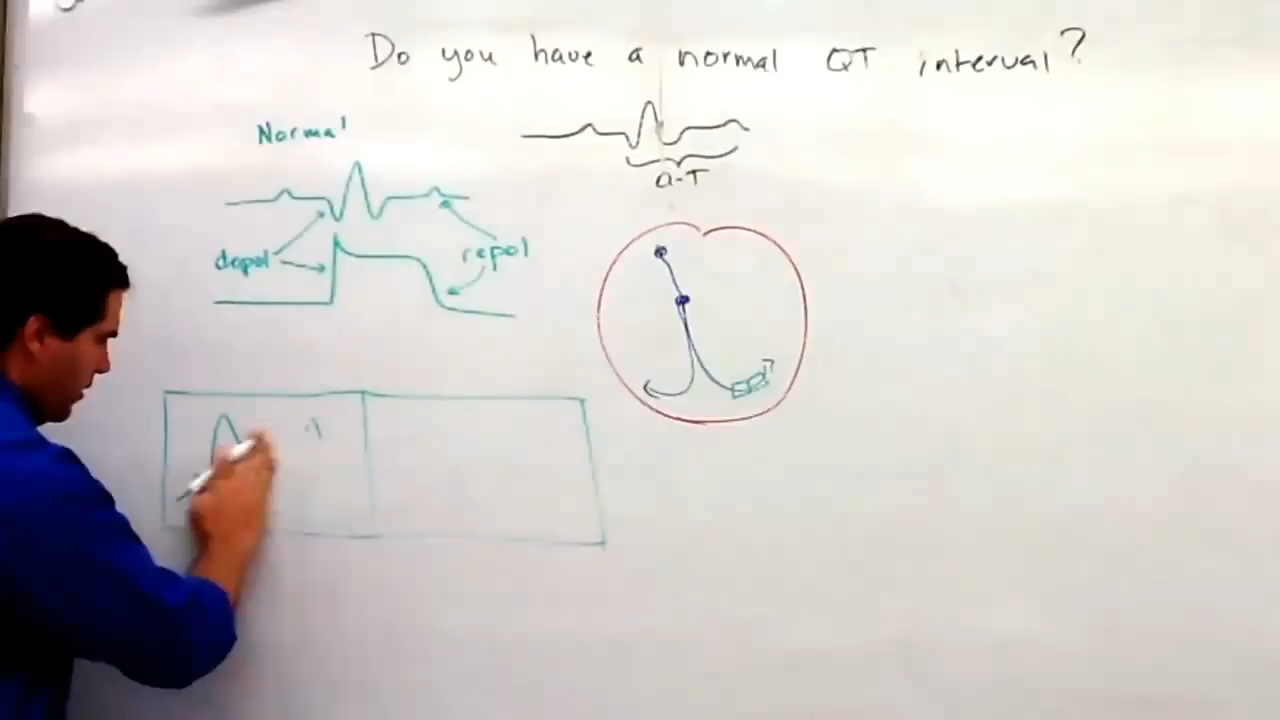 Do you have a normal QT interval?
Normal
Q-T
depol
repol